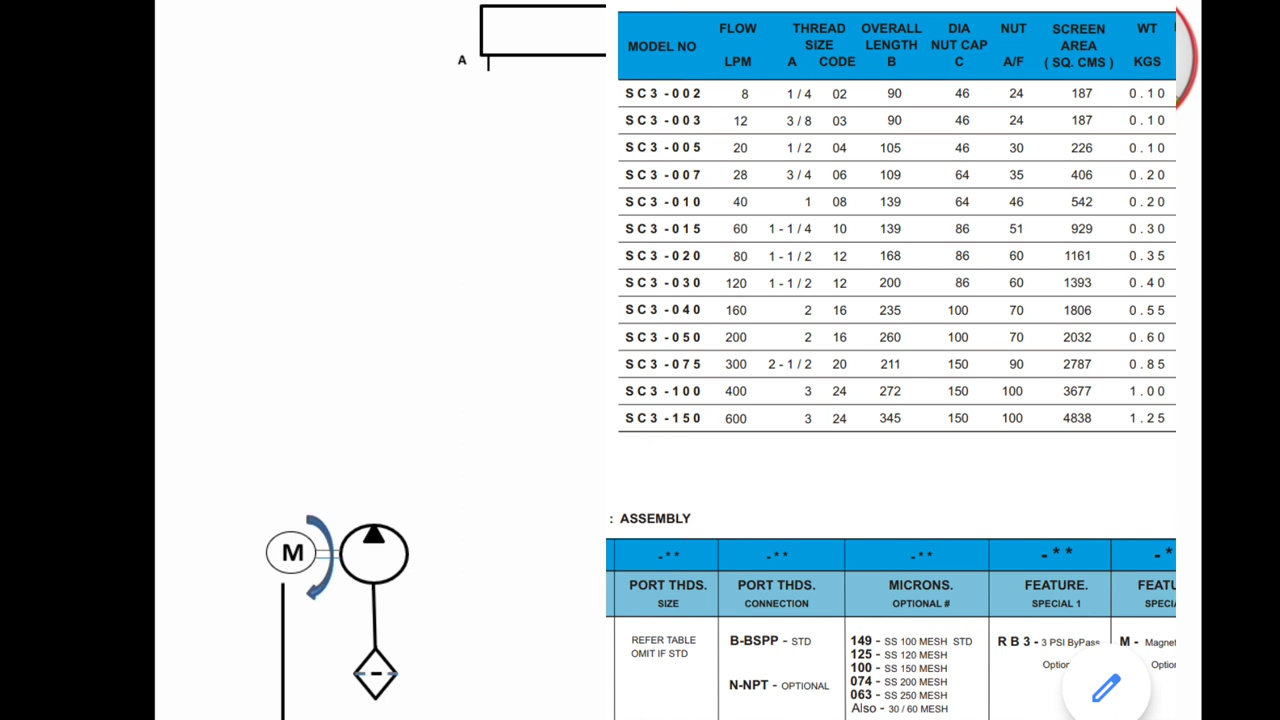 A
MODEL NO FLOW LPM THREAD SIZE A CODE OVERALL LENGTH B DIA NUT CAP C NUT A/F SCREEN AREA ( SQ. CMS ) WT KGS
SC3-002 8 1/4 02 90 46 24 187 0.10
SC3-003 12 3/8 03 90 46 24 187 0.10
SC3-005 20 1/2 04 105 46 30 226 0.10
SC3-007 28 3/4 06 109 64 35 406 0.20
SC3-010 40 1 08 139 64 46 542 0.20
SC3-015 60 1-1/4 10 139 86 51 929 0.30
SC3-020 80 1-1/2 12 168 86 60 1161 0.35
SC3-030 120 1-1/2 12 200 86 60 1393 0.40
SC3-040 160 2 16 235 100 70 1806 0.55
SC3-050 200 2 16 260 100 70 2032 0.60
SC3-075 300 2-1/2 20 211 150 90 2787 0.85
SC3-100 400 3 24 272 150 100 3677 1.00
SC3-150 600 3 24 345 150 100 4838 1.25
: ASSEMBLY
M
-** -** -** -** -*
PORT THDS. PORT THDS. MICRONS. FEATURE. FEATU
SIZE CONNECTION OPTIONAL # SPECIAL 1 SPECIA
REFER TABLE B-BSPP - STD 149 - SS 100 MESH STD R B 3 - 3 PSI ByPass M - Magnet
OMIT IF STD 125 - SS 120 MESH
100 - SS 150 MESH Optio Optio
N-NPT - OPTIONAL 074 - SS 200 MESH
063 - SS 250 MESH
Also - 30 / 60 MESH